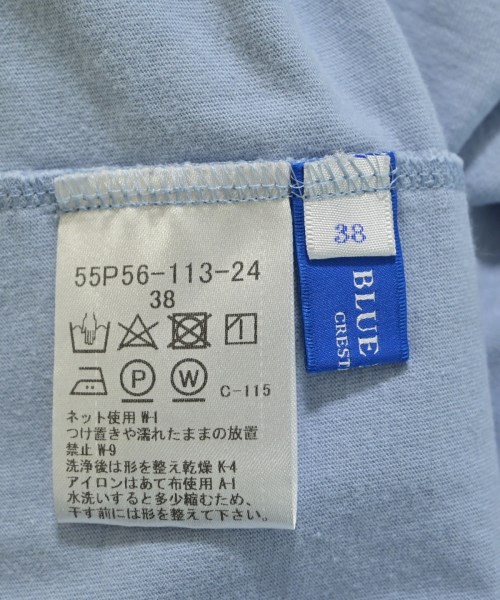 55P56-113-24
38
P
W
C-115
ネット使用 W-1
つけ置きや濡れたままの放置
禁止 W-9
洗浄後は形を整え乾燥 K-4
アイロンはあて布使用 A-1
水洗いすると多少縮むため、
干す前には形を整えて下さい。
38
BLUE
CREST